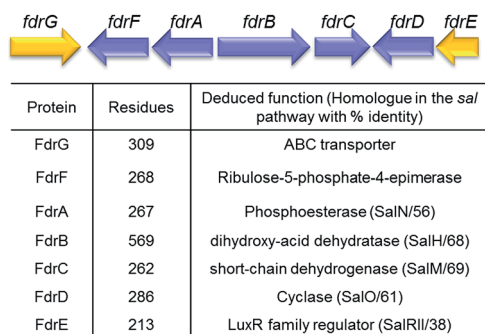 fdrG fdrF fdrA fdrB fdrC fdrD fdrE
Protein Residues Deduced function (Homologue in the sal pathway with % identity)
FdrG 309 ABC transporter
FdrF 268 Ribulose-5-phosphate-4-epimerase
FdrA 267 Phosphoesterase (SalN/56)
FdrB 569 dihydroxy-acid dehydratase (SalH/68)
FdrC 262 short-chain dehydrogenase (SalM/69)
FdrD 286 Cyclase (SalO/61)
FdrE 213 LuxR family regulator (SalRII/38)